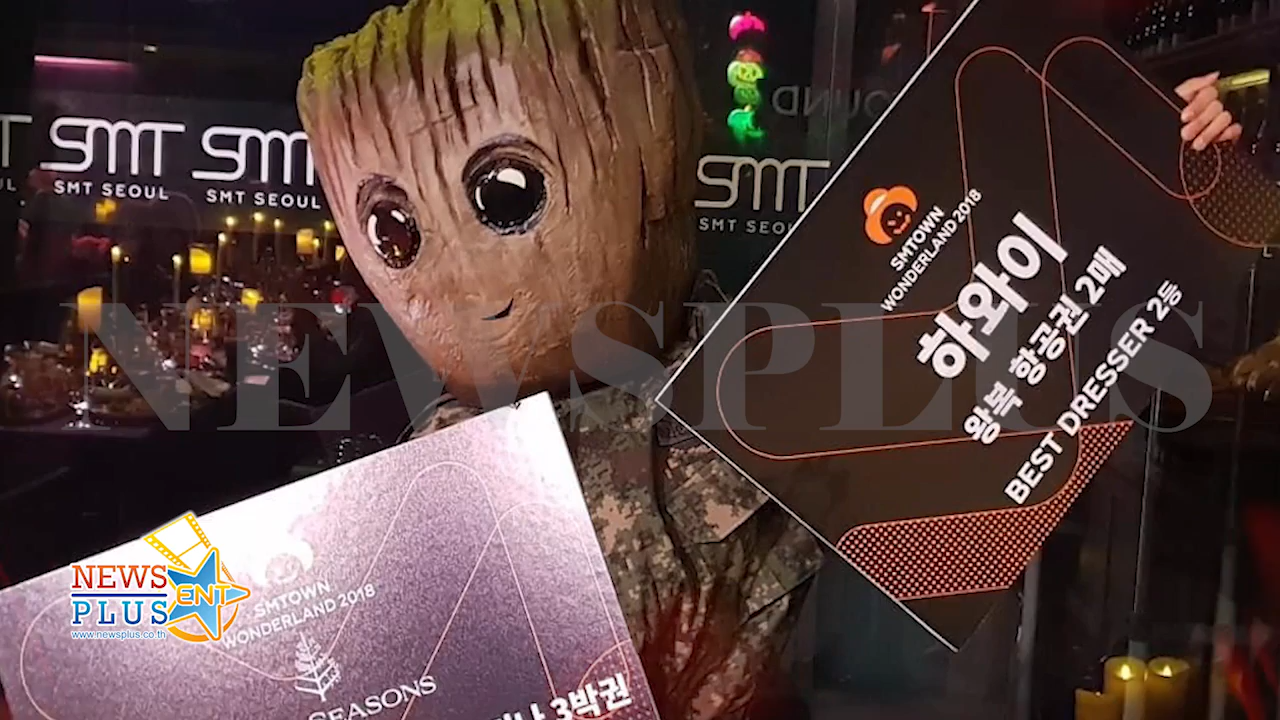 SMT
SMT SEOUL
SMT
SMT SEOUL
SMT
SMTOWN
WONDERLAND 2018
하와이
왕복 항공권 2매
BEST DRESSER 2등
NEWSPLUS
NEWS
PLUS
ENT
www.newsplus.co.th
SMTOWN
WONDERLAND 2018
SEASONS
3박권